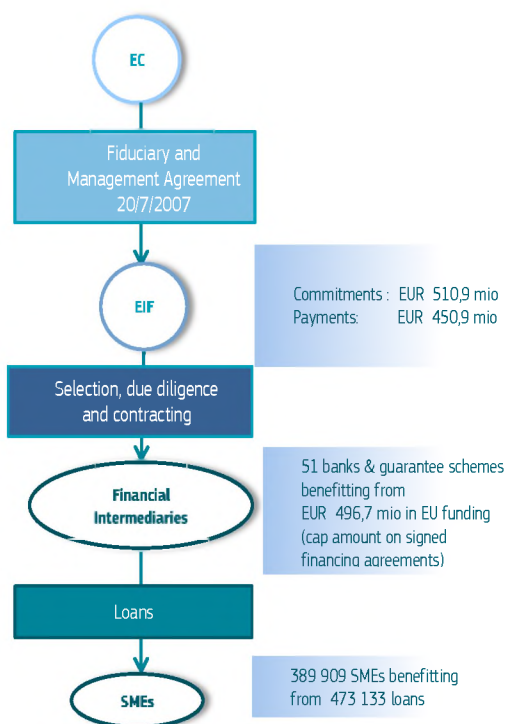 EC
Fiduciary and
Management Agreement
20/7/2007
EIF
Commitments : EUR 510,9 mio
Payments: EUR 450,9 mio
Selection, due diligence
and contracting
Financial
Intermediaries
51 banks & guarantee schemes
benefitting from
EUR 496,7 mio in EU funding
(cap amount on signed
financing agreements)
Loans
SMEs
389 909 SMEs benefitting
from 473 133 loans